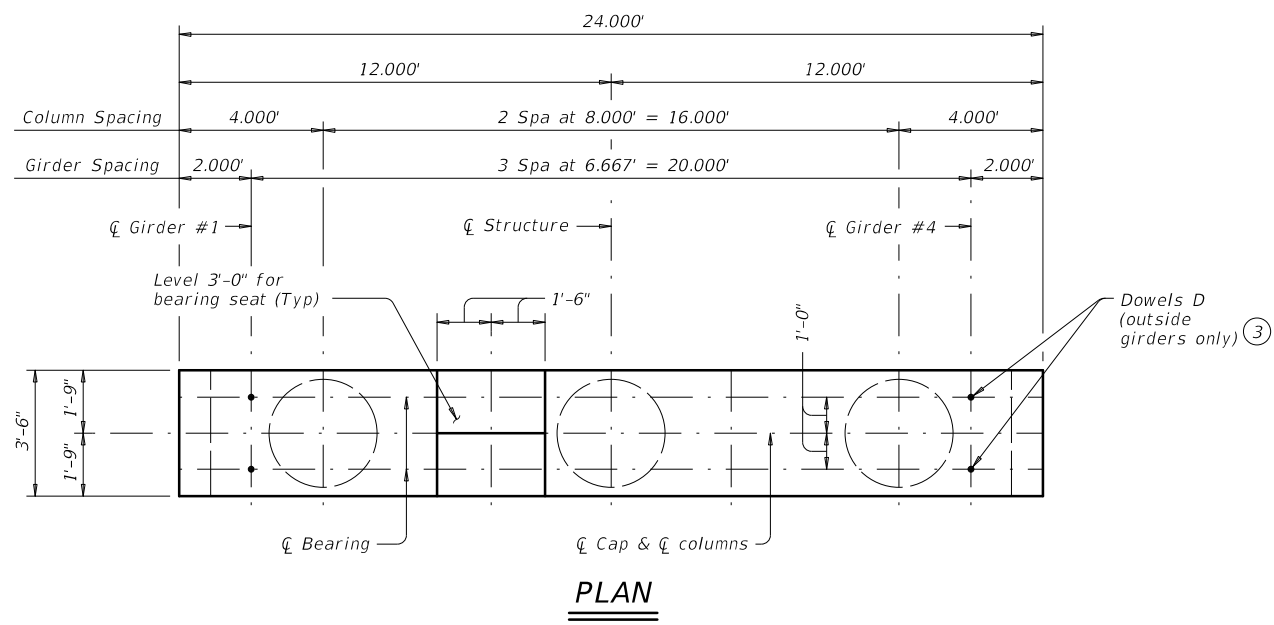 24.000'
12.000'
12.000'
Column Spacing
4.000'
2 Spa at 8.000' = 16.000'
4.000'
Girder Spacing
2.000'
3 Spa at 6.667' = 20.000'
2.000'
℄ Girder #1
℄ Structure
℄ Girder #4
Level 3'-0" for
bearing seat (Typ)
1'-6"
1'-0"
Dowels D
(outside
girders only)
3
3'-6"
1'-9"
1'-9"
℄ Bearing
℄ Cap & ℄ columns
PLAN